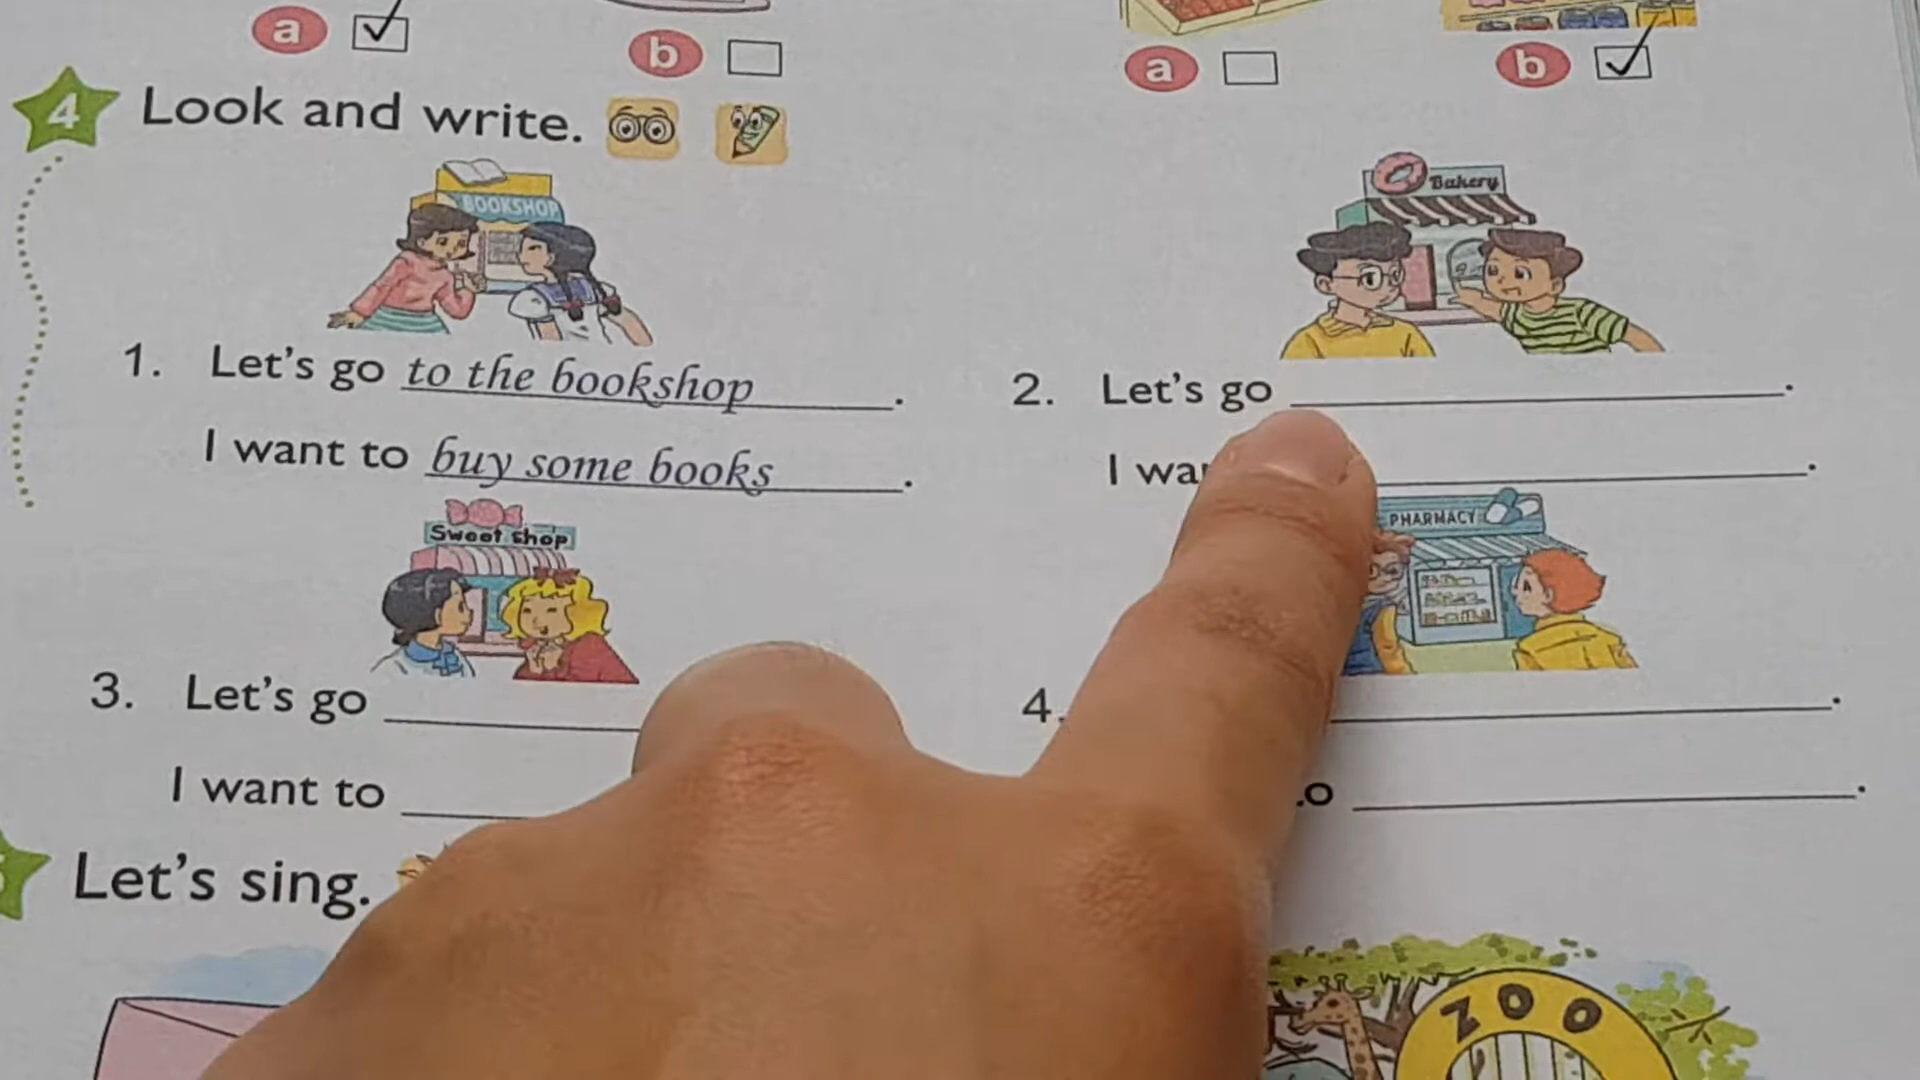 a b
a b
4 Look and write.
BOOKSHOP
Bakery
1. Let's go to the bookshop.
2. Let's go .
I want to buy some books.
I
Sweet shop
PHARMACY
3. Let's go
4.
I want to
Let's sing.
ZOO